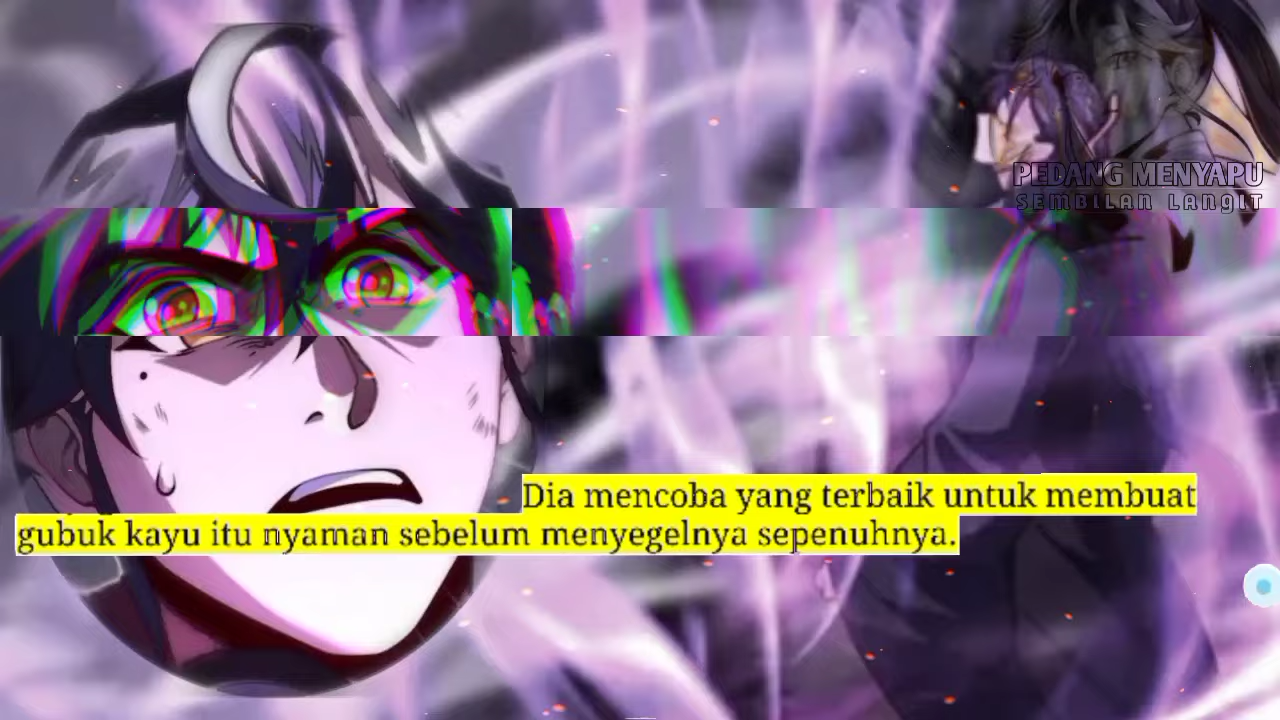 PEDANG MENYAPU
SEMBILAN LANGIT
Dia mencoba yang terbaik untuk membuat
gubuk kayu itu nyaman sebelum menyegelnya sepenuhnya.